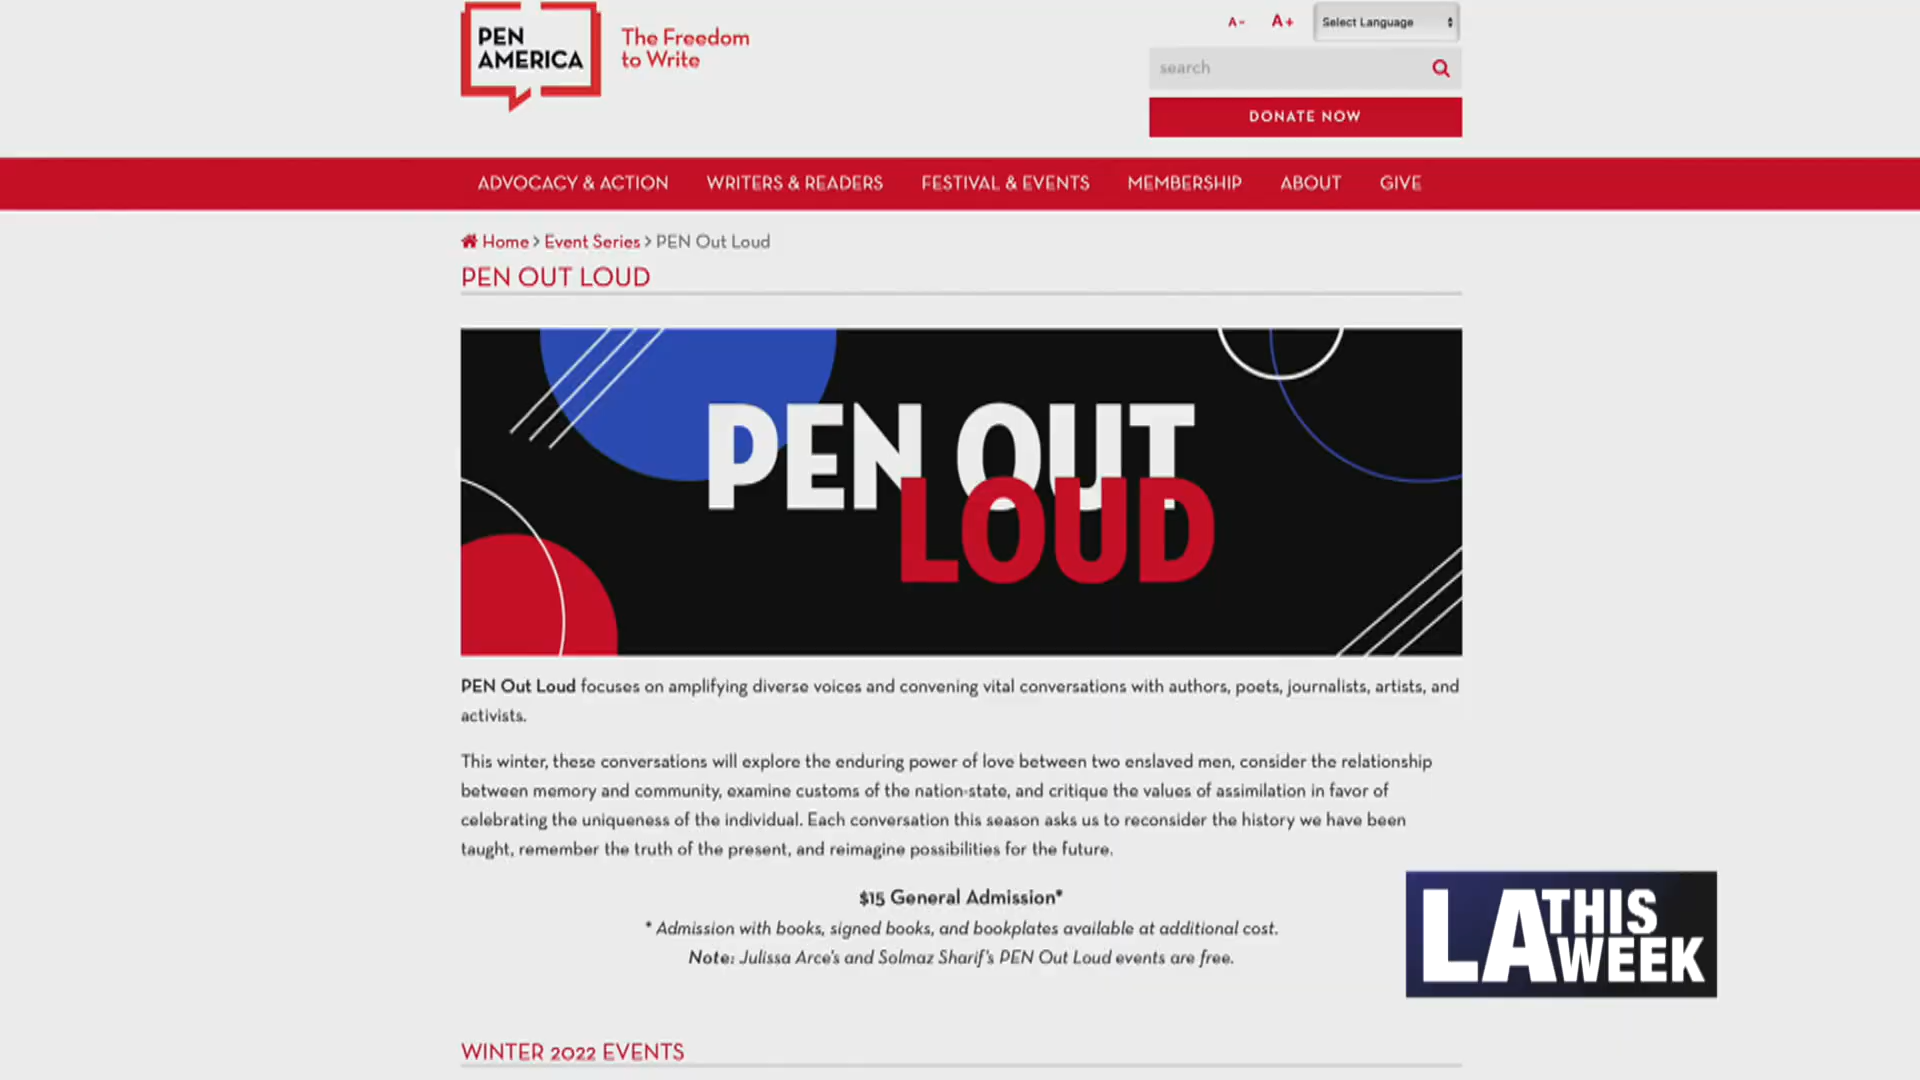 PEN
AMERICA
The Freedom
to Write
A- A+ Select Language
search
DONATE NOW
ADVOCACY & ACTION WRITERS & READERS FESTIVAL & EVENTS MEMBERSHIP ABOUT GIVE
Home > Event Series > PEN Out Loud
PEN OUT LOUD
PEN OUT
LOUD
PEN Out Loud focuses on amplifying diverse voices and convening vital conversations with authors, poets, journalists, artists, and
activists.
This winter, these conversations will explore the enduring power of love between two enslaved men, consider the relationship
between memory and community, examine customs of the nation-state, and critique the values of assimilation in favor of
celebrating the uniqueness of the individual. Each conversation this season asks us to reconsider the history we have been
taught, remember the truth of the present, and reimagine possibilities for the future.
$15 General Admission*
* Admission with books, signed books, and bookplates available at additional cost.
Note: Julissa Arce's and Solmaz Sharif's PEN Out Loud events are free.
LA THIS
WEEK
WINTER 2022 EVENTS